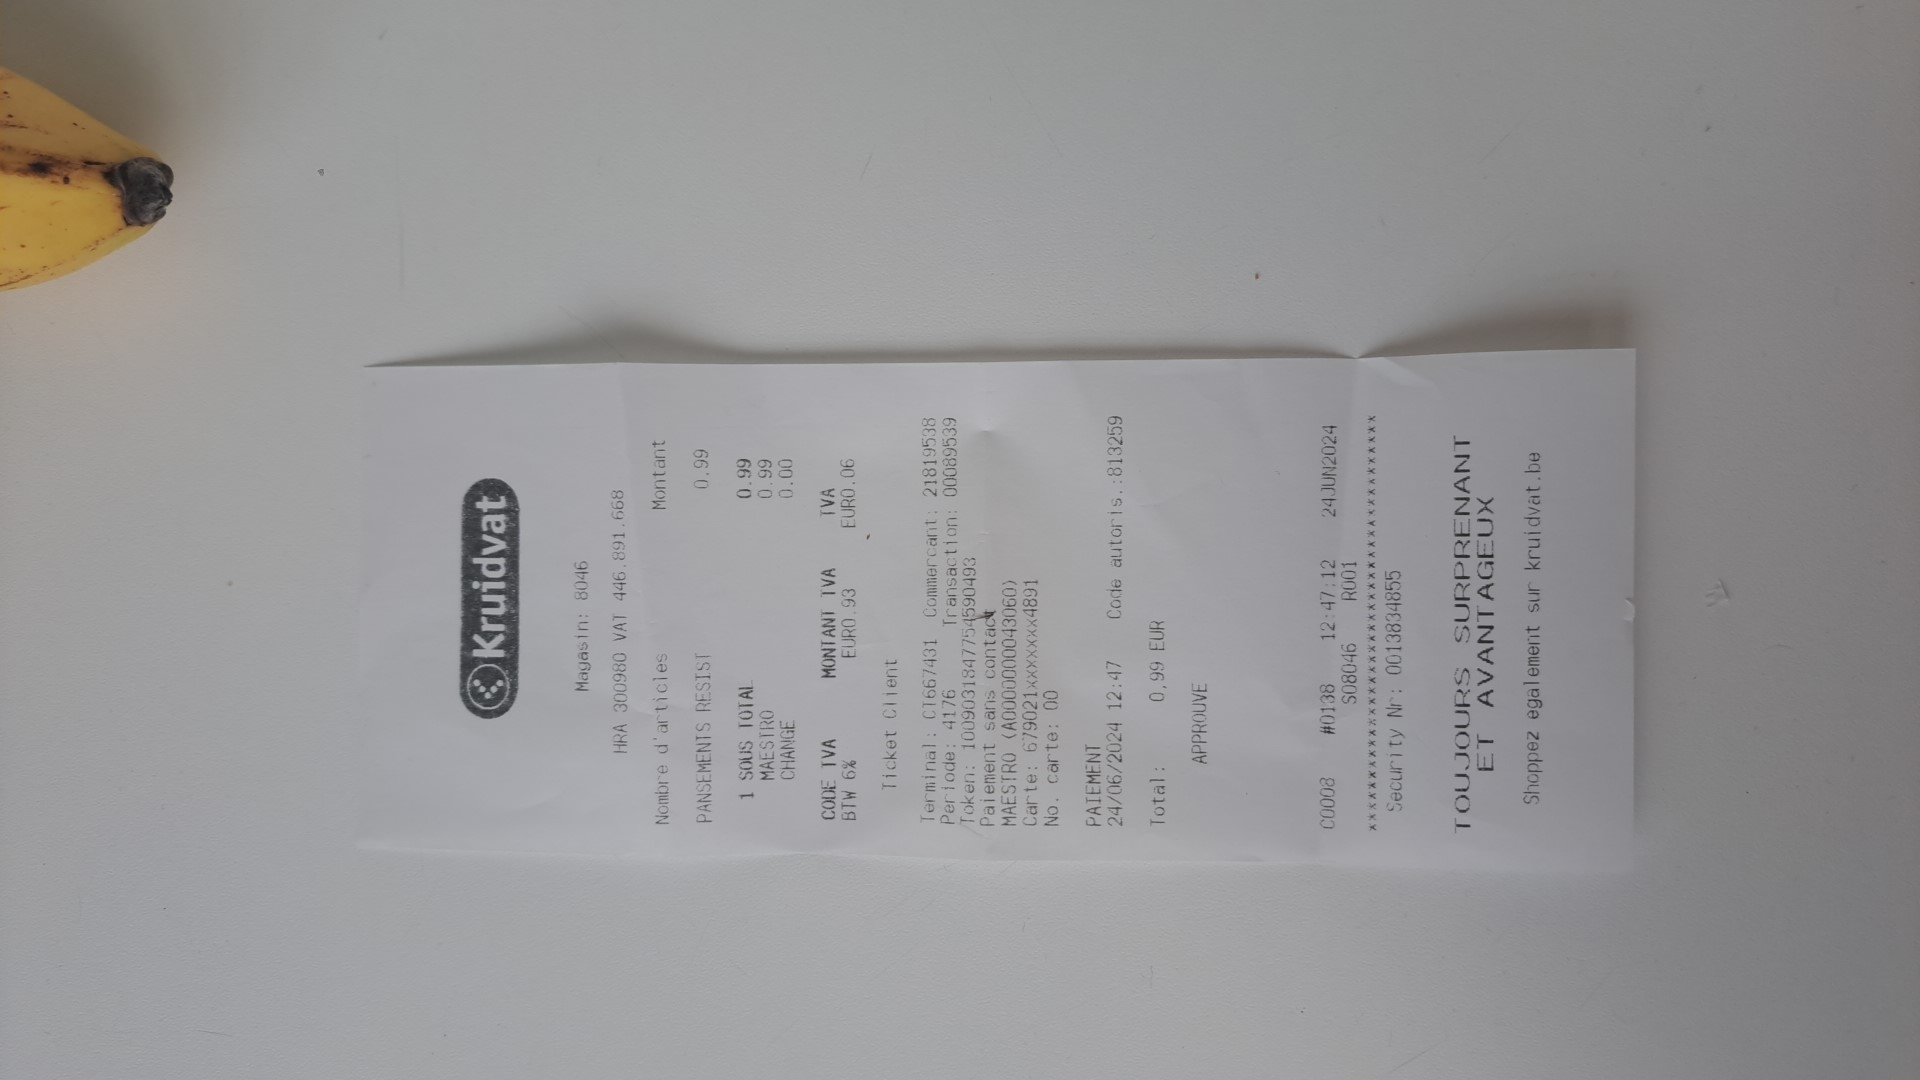 Kruidvat
Magasin: 8046
HRA 300980 VAT 446.891.668
Nombre d'articles Montant
PANSEMENTS RESIST 0.99
1 SOUS TOTAL 0.99
MAESTRO 0.99
CHANGE 0.00
CODE TVA MONTANT TVA TVA
BTW 6% EUR0.93 EUR0.06
Ticket Client
Terminal: CT667431 Commercant: 21819538
Periode: 4176 Transaction: 00089539
Token: 1009031847754590493
Paiement sans contact
MAESTRO (A0000000043060)
Carte: 679021xxxxxxx4891
No. carte: 00
PAIEMENT
24/06/2024 12:47 Code autoris.:813259
Total: 0,99 EUR
APPROUVE
C0008 #0138 12:47:12 24JUN2024
S08046 R001
****************************************
Security Nr: 0013834855
TOUJOURS SURPRENANT
ET AVANTAGEUX
Shoppez egalement sur kruidvat.be